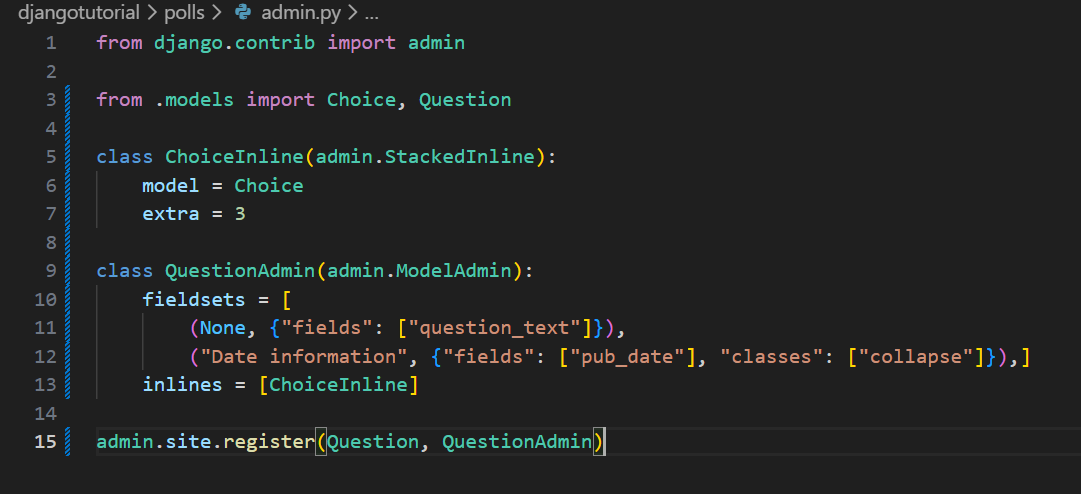 djangotutorial > polls > admin.py > ...
1 from django.contrib import admin
2
3 from .models import Choice, Question
4
5 class ChoiceInline(admin.StackedInline):
6     model = Choice
7     extra = 3
8
9 class QuestionAdmin(admin.ModelAdmin):
10     fieldsets = [
11         (None, {"fields": ["question_text"]}),
12         ("Date information", {"fields": ["pub_date"], "classes": ["collapse"]}),]
13     inlines = [ChoiceInline]
14
15 admin.site.register(Question, QuestionAdmin)